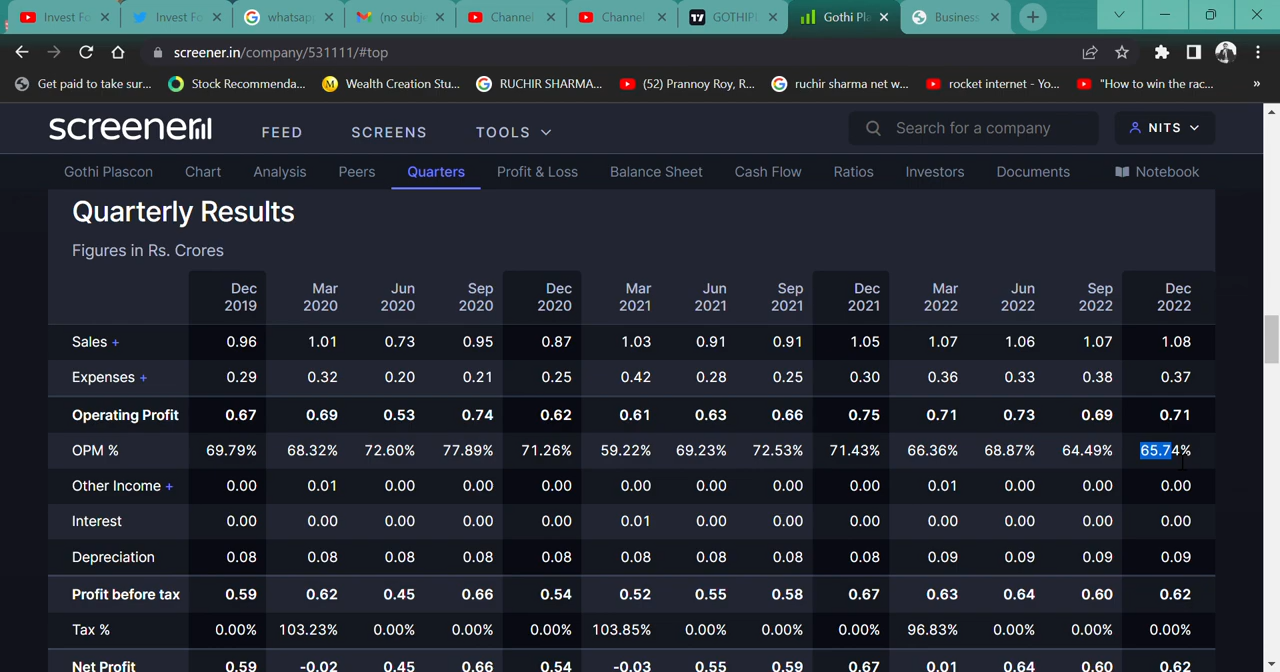 Invest Fo
Invest Fo
whatsap
(no subje
Channel
Channel
GOTHIPL
Gothi Pla
Business
screener.in/company/531111/#top
Get paid to take sur...
Stock Recommenda...
Wealth Creation Stu...
RUCHIR SHARMA...
(52) Prannoy Roy, R...
ruchir sharma net w...
rocket internet - Yo...
"How to win the rac...
»
screener
FEED
SCREENS
TOOLS
Search for a company
NITS
Gothi Plascon Chart Analysis Peers Quarters Profit & Loss Balance Sheet Cash Flow Ratios Investors Documents Notebook
Quarterly Results
Figures in Rs. Crores
Dec 2019 Mar 2020 Jun 2020 Sep 2020 Dec 2020 Mar 2021 Jun 2021 Sep 2021 Dec 2021 Mar 2022 Jun 2022 Sep 2022 Dec 2022
Sales + 0.96 1.01 0.73 0.95 0.87 1.03 0.91 0.91 1.05 1.07 1.06 1.07 1.08
Expenses + 0.29 0.32 0.20 0.21 0.25 0.42 0.28 0.25 0.30 0.36 0.33 0.38 0.37
Operating Profit 0.67 0.69 0.53 0.74 0.62 0.61 0.63 0.66 0.75 0.71 0.73 0.69 0.71
OPM % 69.79% 68.32% 72.60% 77.89% 71.26% 59.22% 69.23% 72.53% 71.43% 66.36% 68.87% 64.49% 65.74%
Other Income + 0.00 0.01 0.00 0.00 0.00 0.00 0.00 0.00 0.00 0.01 0.00 0.00 0.00
Interest 0.00 0.00 0.00 0.00 0.00 0.01 0.00 0.00 0.00 0.00 0.00 0.00 0.00
Depreciation 0.08 0.08 0.08 0.08 0.08 0.08 0.08 0.08 0.08 0.09 0.09 0.09 0.09
Profit before tax 0.59 0.62 0.45 0.66 0.54 0.52 0.55 0.58 0.67 0.63 0.64 0.60 0.62
Tax % 0.00% 103.23% 0.00% 0.00% 0.00% 103.85% 0.00% 0.00% 0.00% 96.83% 0.00% 0.00% 0.00%
Net Profit 0.59 -0.02 0.45 0.66 0.54 -0.03 0.55 0.59 0.67 0.01 0.64 0.60 0.62